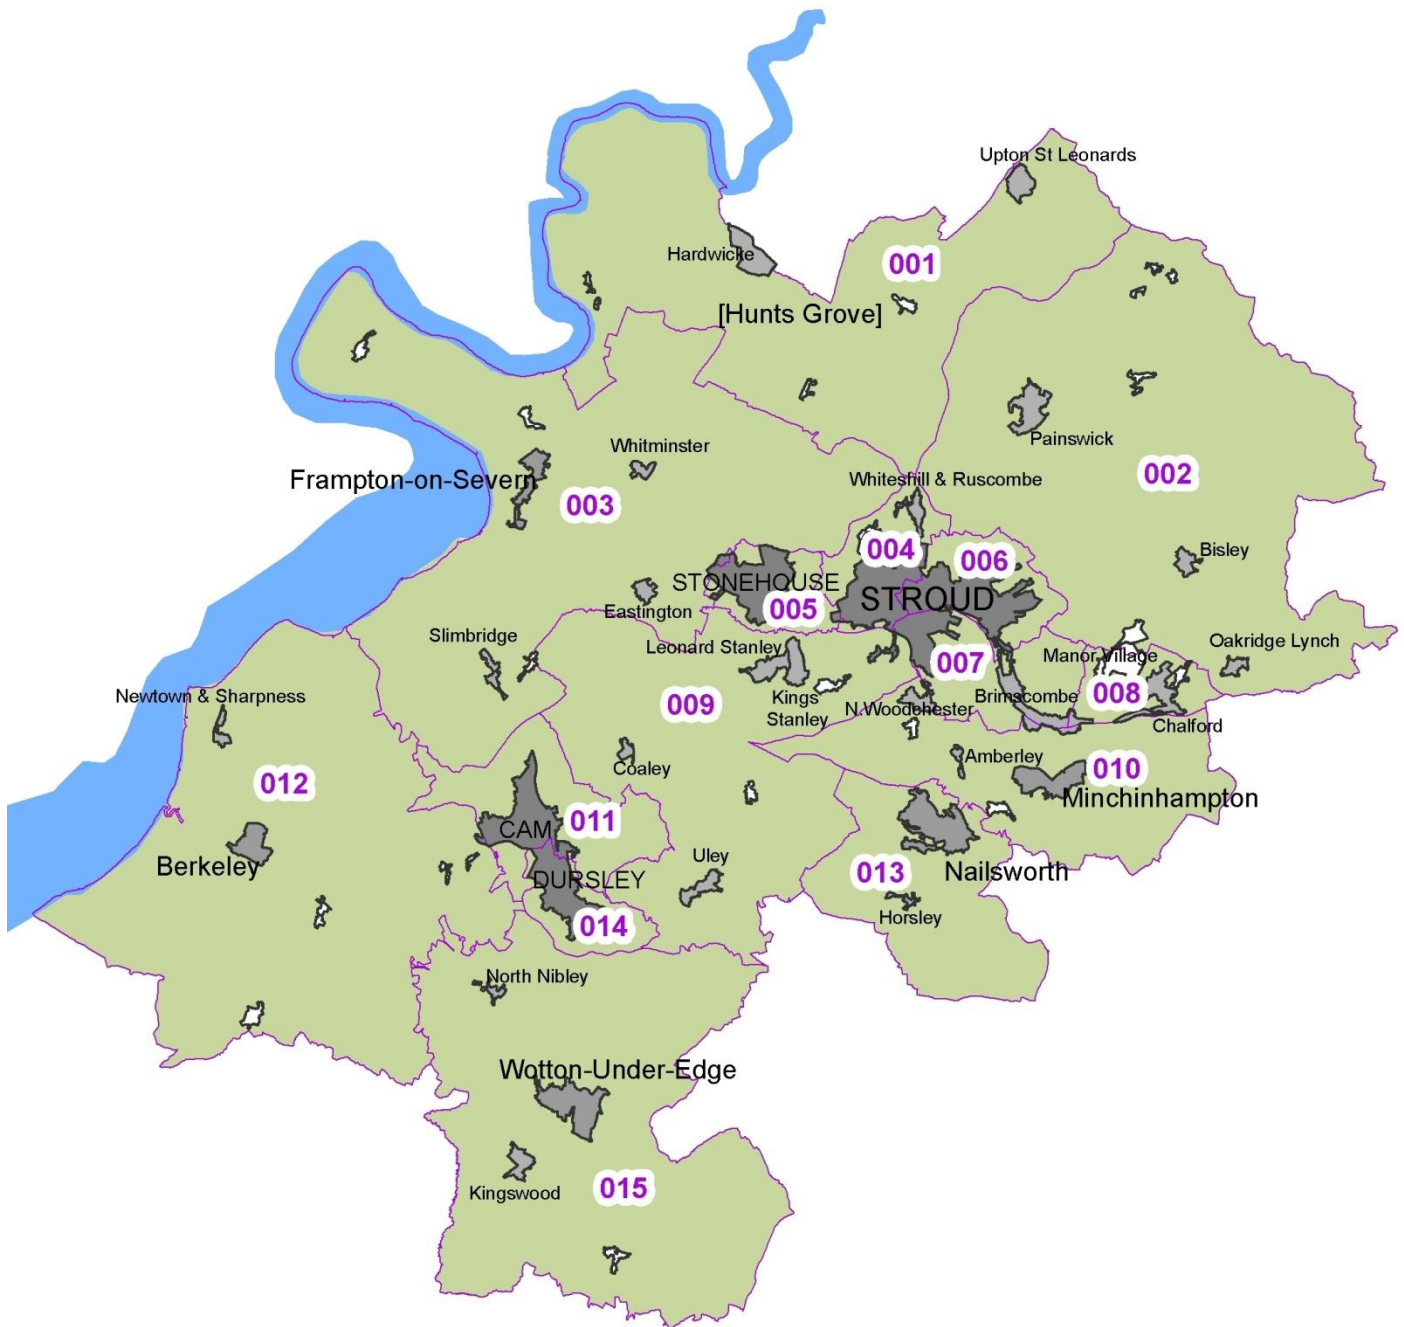 Upton St Leonards
Hardwicke
001
[Hunts Grove]
Painswick
Whitminster
002
Frampton-on-Severn
Whiteshill & Ruscombe
003
004
006
Bisley
STONEHOUSE
STROUD
005
Eastington
Slimbridge
Leonard Stanley
Oakridge Lynch
Manor Village
007
Newtown & Sharpness
Kings
Stanley
N.Woodchester
Brimscombe
008
009
Chalford
Amberley
Coaley
010
012
Minchinhampton
CAM
011
Berkeley
Uley
Nailsworth
DURSLEY
013
Horsley
014
North Nibley
Wotton-Under-Edge
Kingswood
015